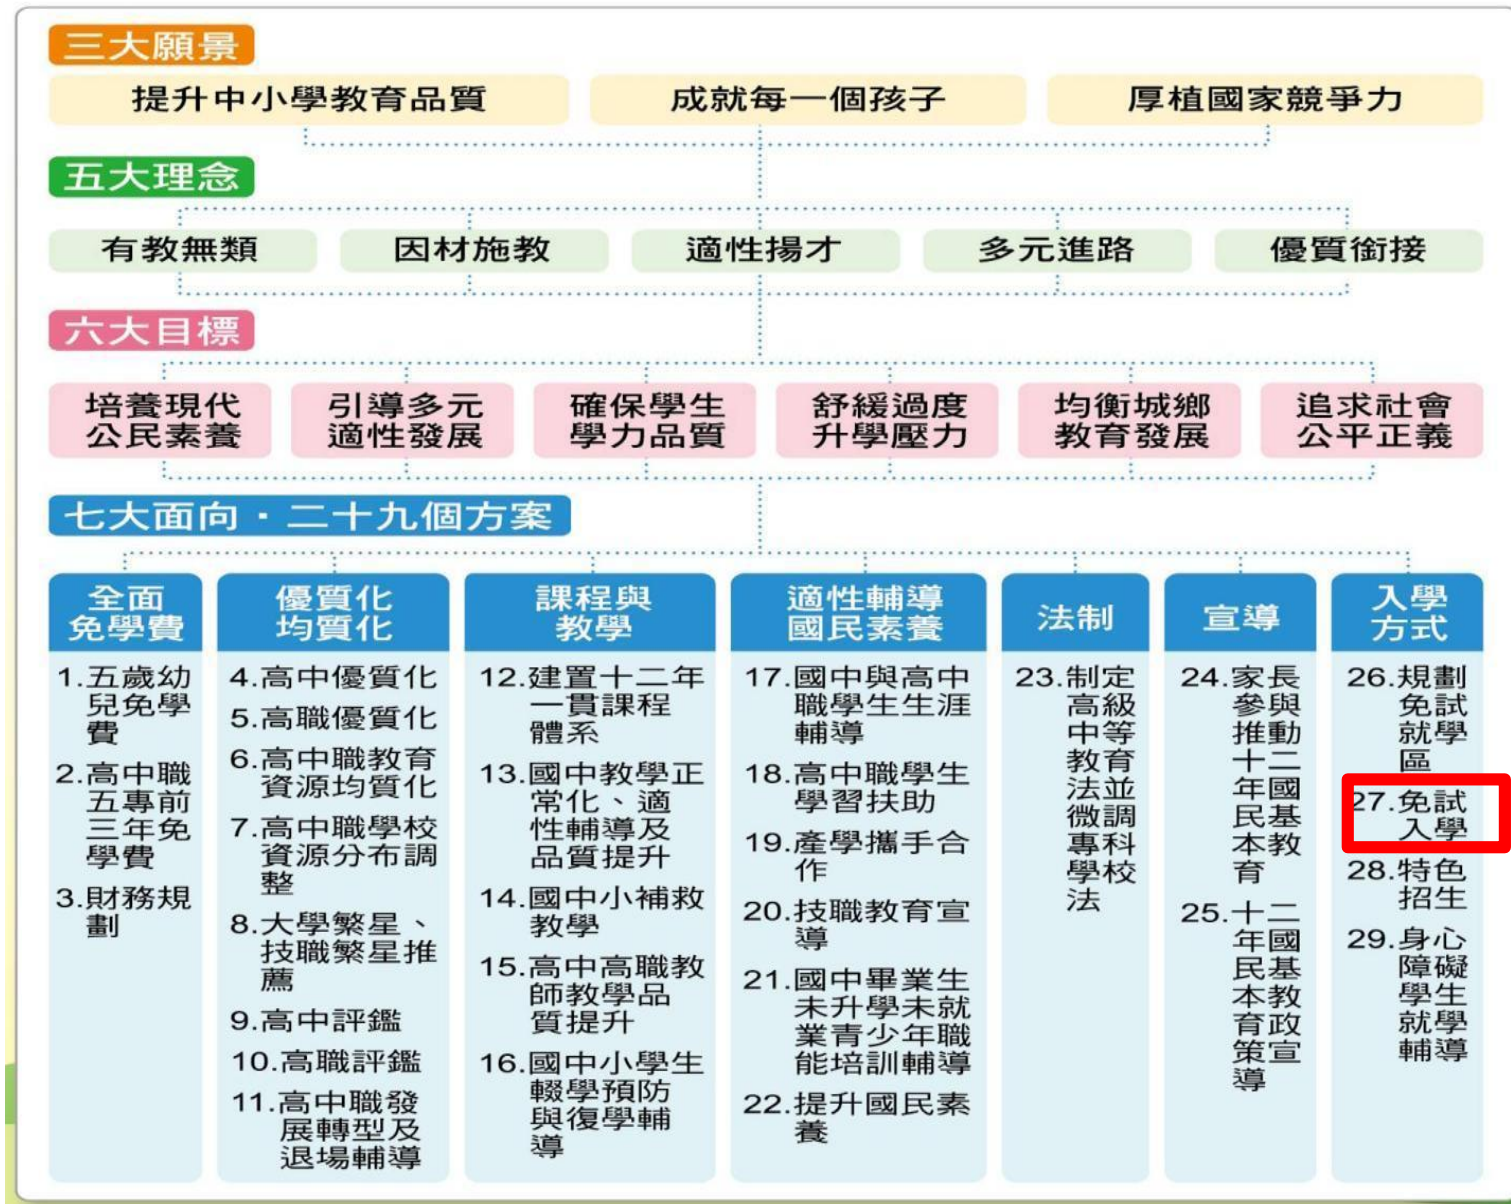 三大願景
提升中小學教育品質
成就每一個孩子
厚植國家競爭力
五大理念
有教無類
因材施教
適性揚才
多元進路
優質銜接
六大目標
培養現代
公民素養
引導多元
適性發展
確保學生
學力品質
舒緩過度
升學壓力
均衡城鄉
教育發展
追求社會
公平正義
七大面向．二十九個方案
全面
免學費
1.五歲幼
兒免學
費
2.高中職
五專前
三年免
學費
3.財務規
劃
優質化
均質化
4.高中優質化
5.高職優質化
6.高中職教育
資源均質化
7.高中職學校
資源分布調
整
8.大學繁星、
技職繁星推
薦
9.高中評鑑
10.高職評鑑
11.高中職發
展轉型及
退場輔導
課程與
教學
12.建置十二年
一貫課程
體系
13.國中教學正
常化、適
性輔導及
品質提升
14.國中小補救
教學
15.高中高職教
師教學品
質提升
16.國中小學生
輟學預防
與復學輔
導
適性輔導
國民素養
17.國中與高中
職學生生涯
輔導
18.高中職學生
學習扶助
19.產學攜手合
作
20.技職教育宣
導
21.國中畢業生
未升學未就
業青少年職
能培訓輔導
22.提升國民素
養
法制
23.制定
高級
中等
教育
法並
微調
專科
學校
法
宣導
24.家長
參與
推動
十二
年國
民基
本教
育
25.十二
年國
民基
本教
育政
策宣
導
入學
方式
26.規劃
免試
就學
區
27.免試
入學
28.特色
招生
29.身心
障礙
學生
就學
輔導